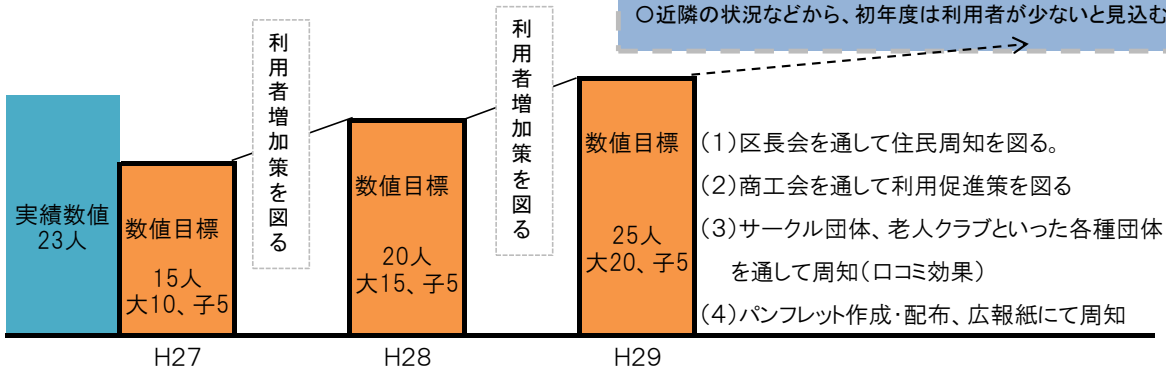 ○近隣の状況などから、初年度は利用者が少ないと見込む
利用者増加策を図る
利用者増加策を図る
実績数値
23人
数値目標
15人
大10、子5
数値目標
20人
大15、子5
数値目標
25人
大20、子5
(1)区長会を通して住民周知を図る。
(2)商工会を通して利用促進策を図る
(3)サークル団体、老人クラブといった各種団体
を通して周知(口コミ効果)
(4)パンフレット作成・配布、広報紙にて周知
H27
H28
H29